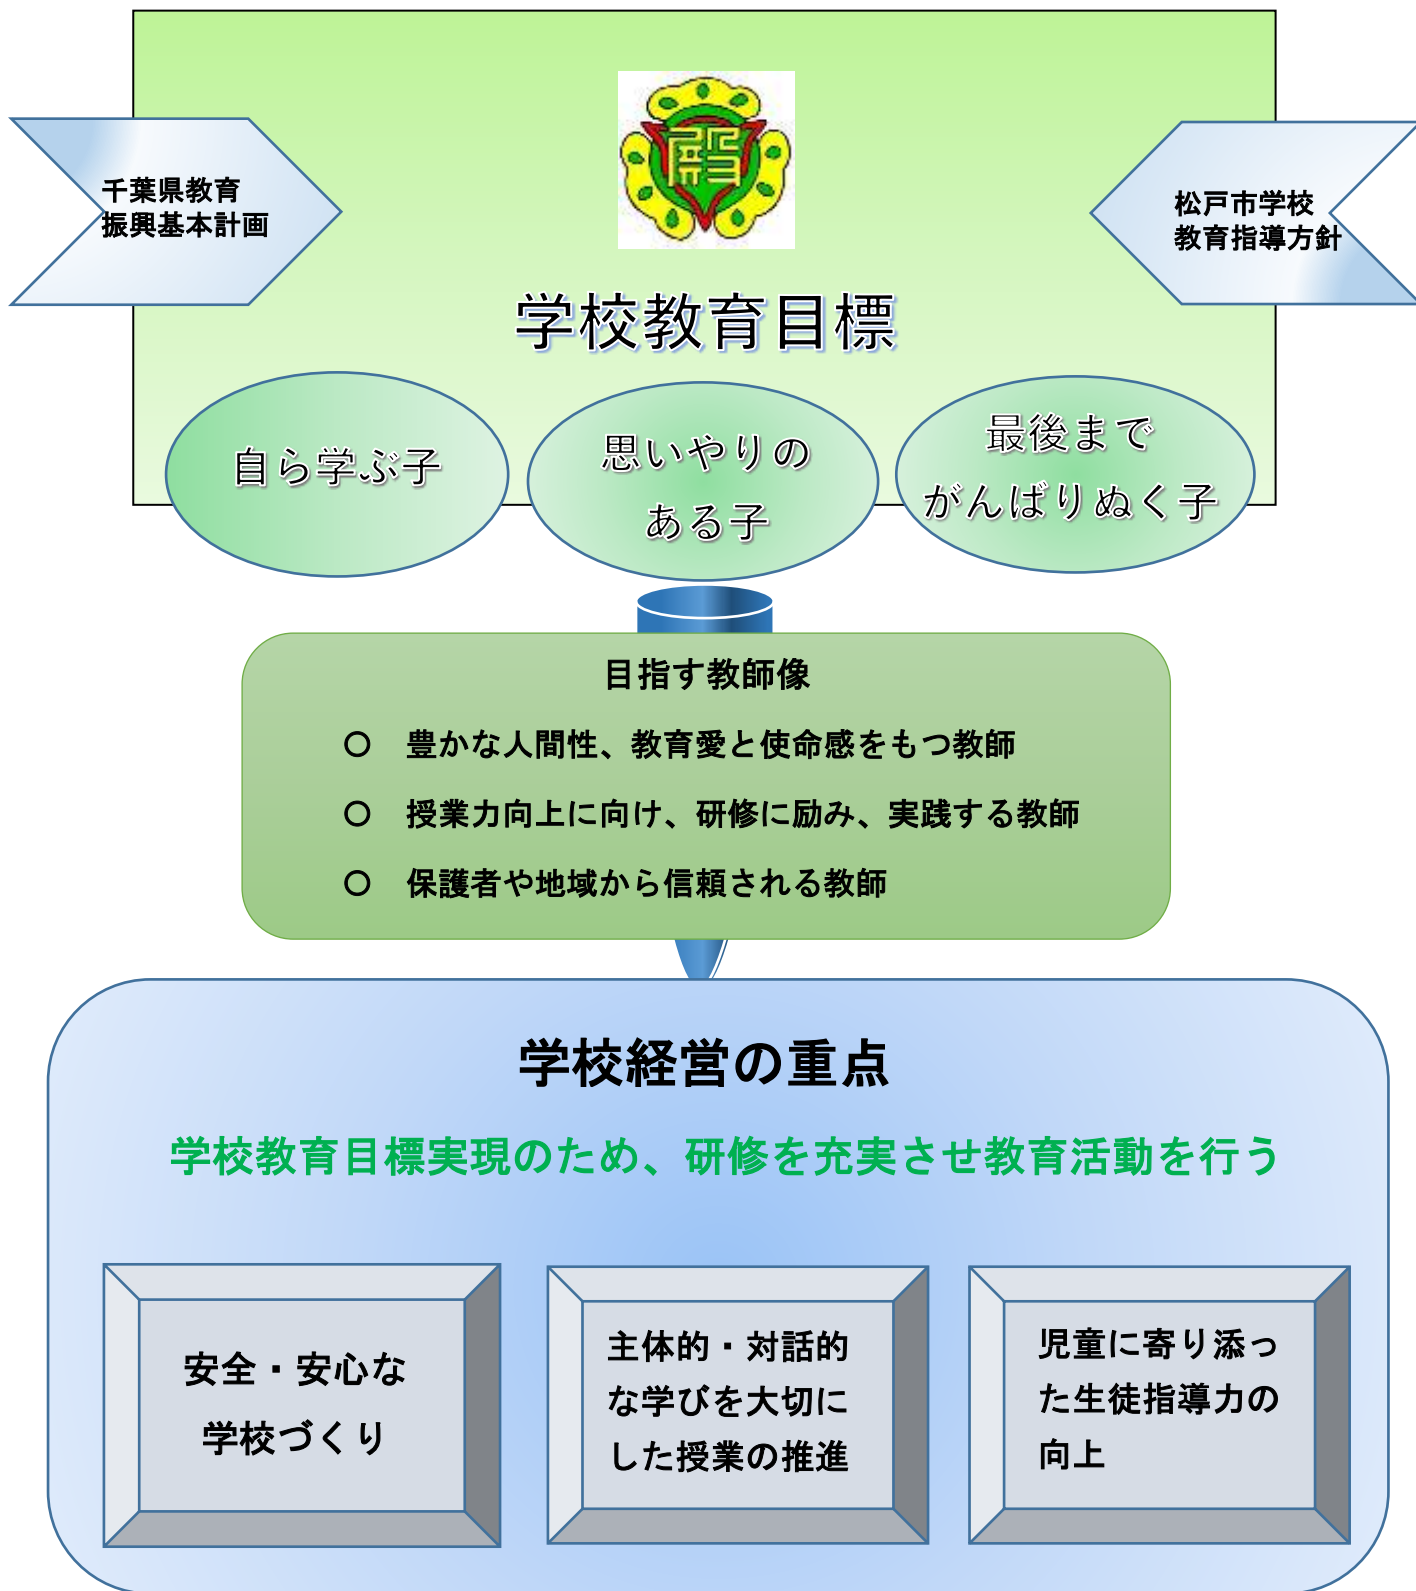 千葉県教育
振興基本計画
松戸市学校
教育指導方針
学校教育目標
自ら学ぶ子
思いやりの
ある子
最後まで
がんばりぬく子
目指す教師像
○ 豊かな人間性、教育愛と使命感をもつ教師
○ 授業力向上に向け、研修に励み、実践する教師
○ 保護者や地域から信頼される教師
学校経営の重点
学校教育目標実現のため、研修を充実させ教育活動を行う
安全・安心な
学校づくり
主体的・対話的
な学びを大切に
した授業の推進
児童に寄り添っ
た生徒指導力の
向上